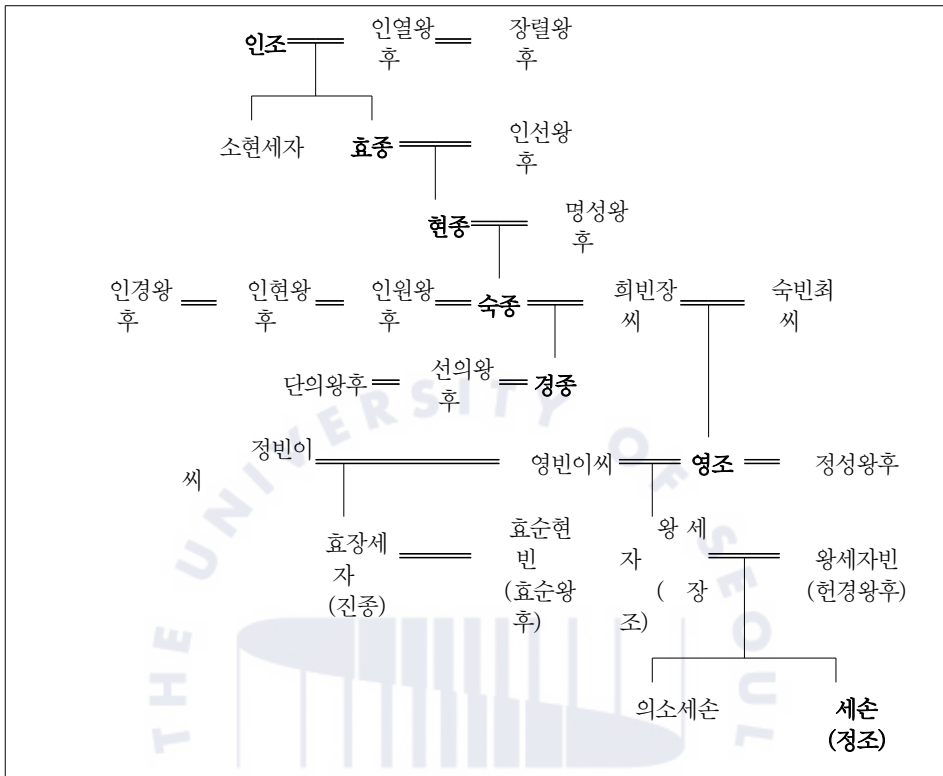 인조 인열왕후 장렬왕후
소현세자 효종 인선왕후
현종 명성왕후
인경왕후 인현왕후 인원왕후 숙종 희빈장씨 숙빈최씨
단의왕후 선의왕후 경종
정빈이씨 영빈이씨 영조 정성왕후
효장세자 (진종) 효순현빈 (효순왕후) 왕 세자 ( 장조) 왕세자빈 (헌경왕후)
의소세손 세손 (정조)
THE UNIVERSITY OF SEOUL